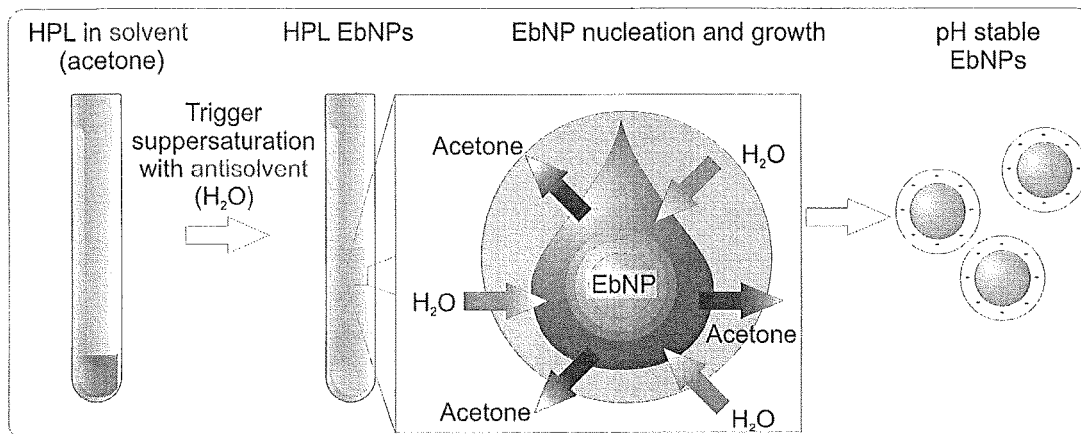 HPL in solvent
(acetone)
HPL EbNPs
EbNP nucleation and growth
pH stable
EbNPs
Trigger
suppersaturation
with antisolvent
(H₂O)
Acetone
H₂O
EbNP
H₂O
Acetone
Acetone
H₂O